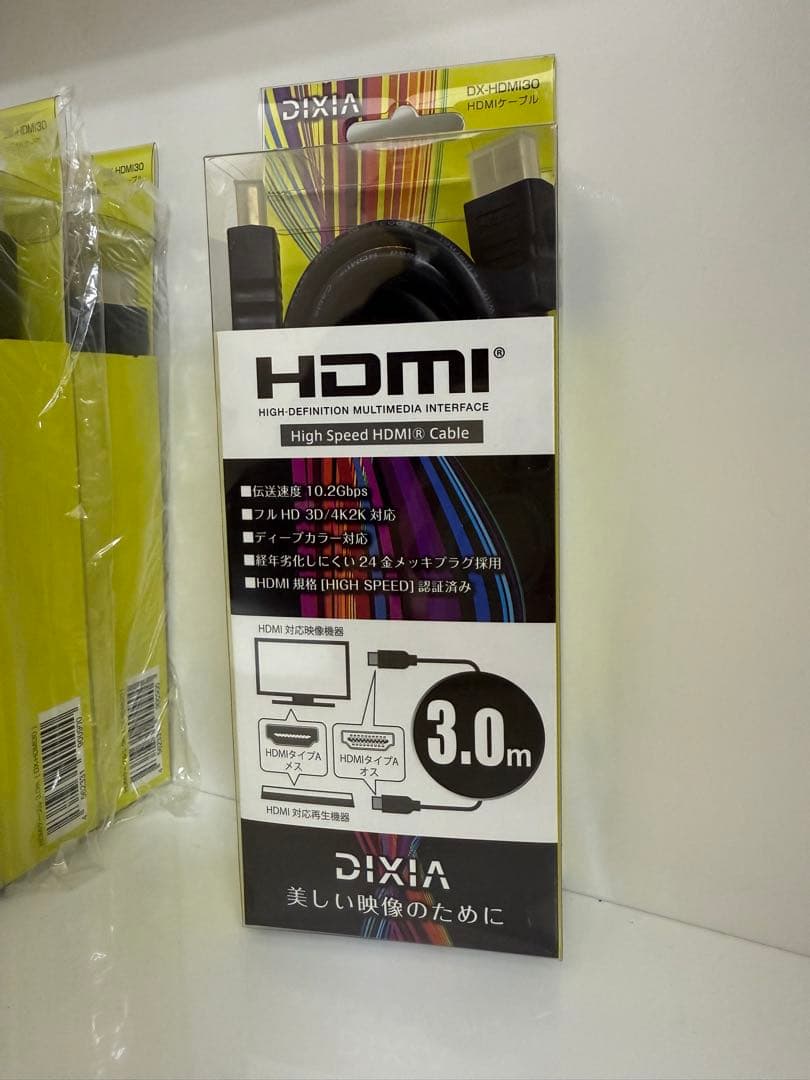 DIXIA
DX-HDMI30
HDMIケーブル
HDMI®
HIGH-DEFINITION MULTIMEDIA INTERFACE
High Speed HDMI® Cable
■伝送速度 10.2Gbps
■フル HD 3D/4K2K 対応
■ディープカラー対応
■経年劣化しにくい 24 金メッキプラグ採用
■HDMI 規格 [HIGH SPEED] 認証済み
HDMI 対応映像機器
HDMIタイプA
メス
HDMIタイプA
オス
3.0m
HDMI 対応再生機器
DIXIA
美しい映像のために
HDMI30